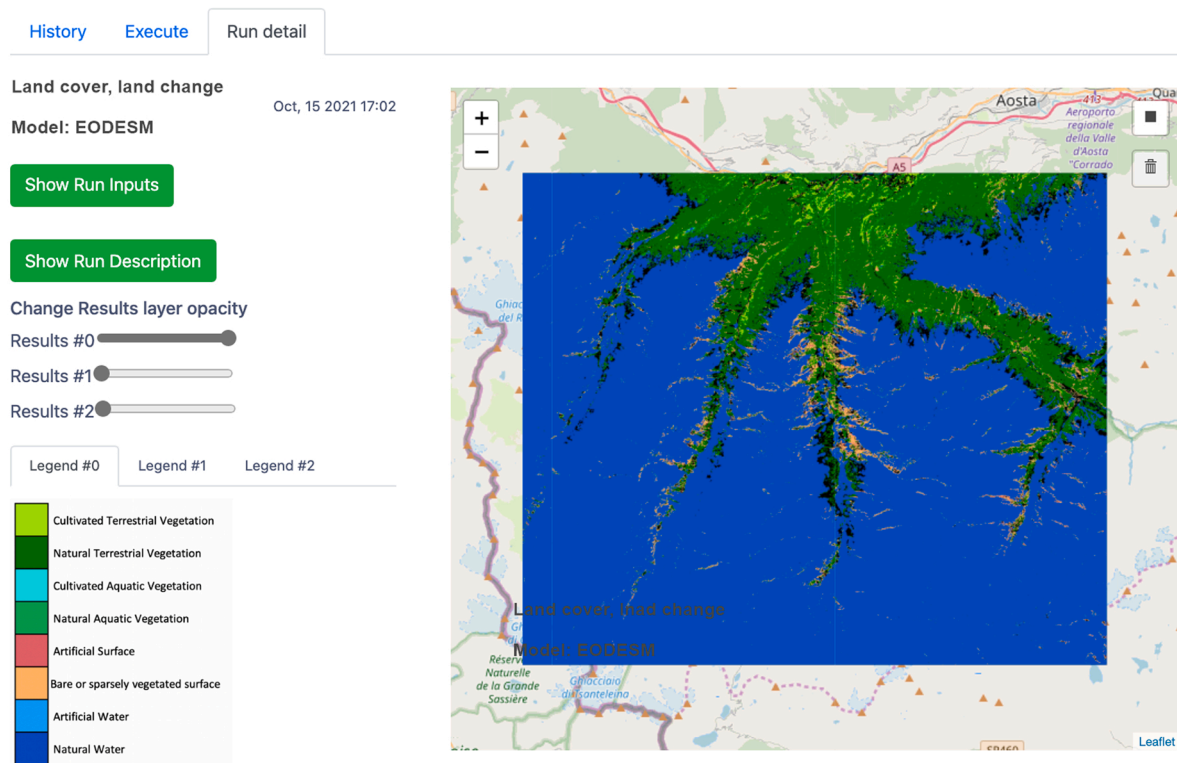 History Execute Run detail
Land cover, land change
Oct, 15 2021 17:02
Model: EODESM
Show Run Inputs
Show Run Description
Change Results layer opacity
Results #0
Results #1
Results #2
Legend #0 Legend #1 Legend #2
Cultivated Terrestrial Vegetation
Natural Terrestrial Vegetation
Cultivated Aquatic Vegetation
Natural Aquatic Vegetation
Artificial Surface
Bare or sparsely vegetated surface
Artificial Water
Natural Water
+
−
Aosta
413
Aeroporto
regionale
della Valle
d'Aosta
"Corrado
A5
Land cover, lnad change
Model: EODESM
Naturelle
de la Grande
Sassière
Ghiacciaio
di Tsanteleina
SP460
Leaflet